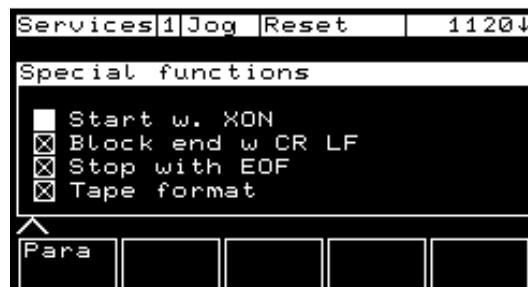 Services 1 Jog Reset 1120↓
Special functions
Start w. XON
Block end w CR LF
Stop with EOF
Tape format
Para